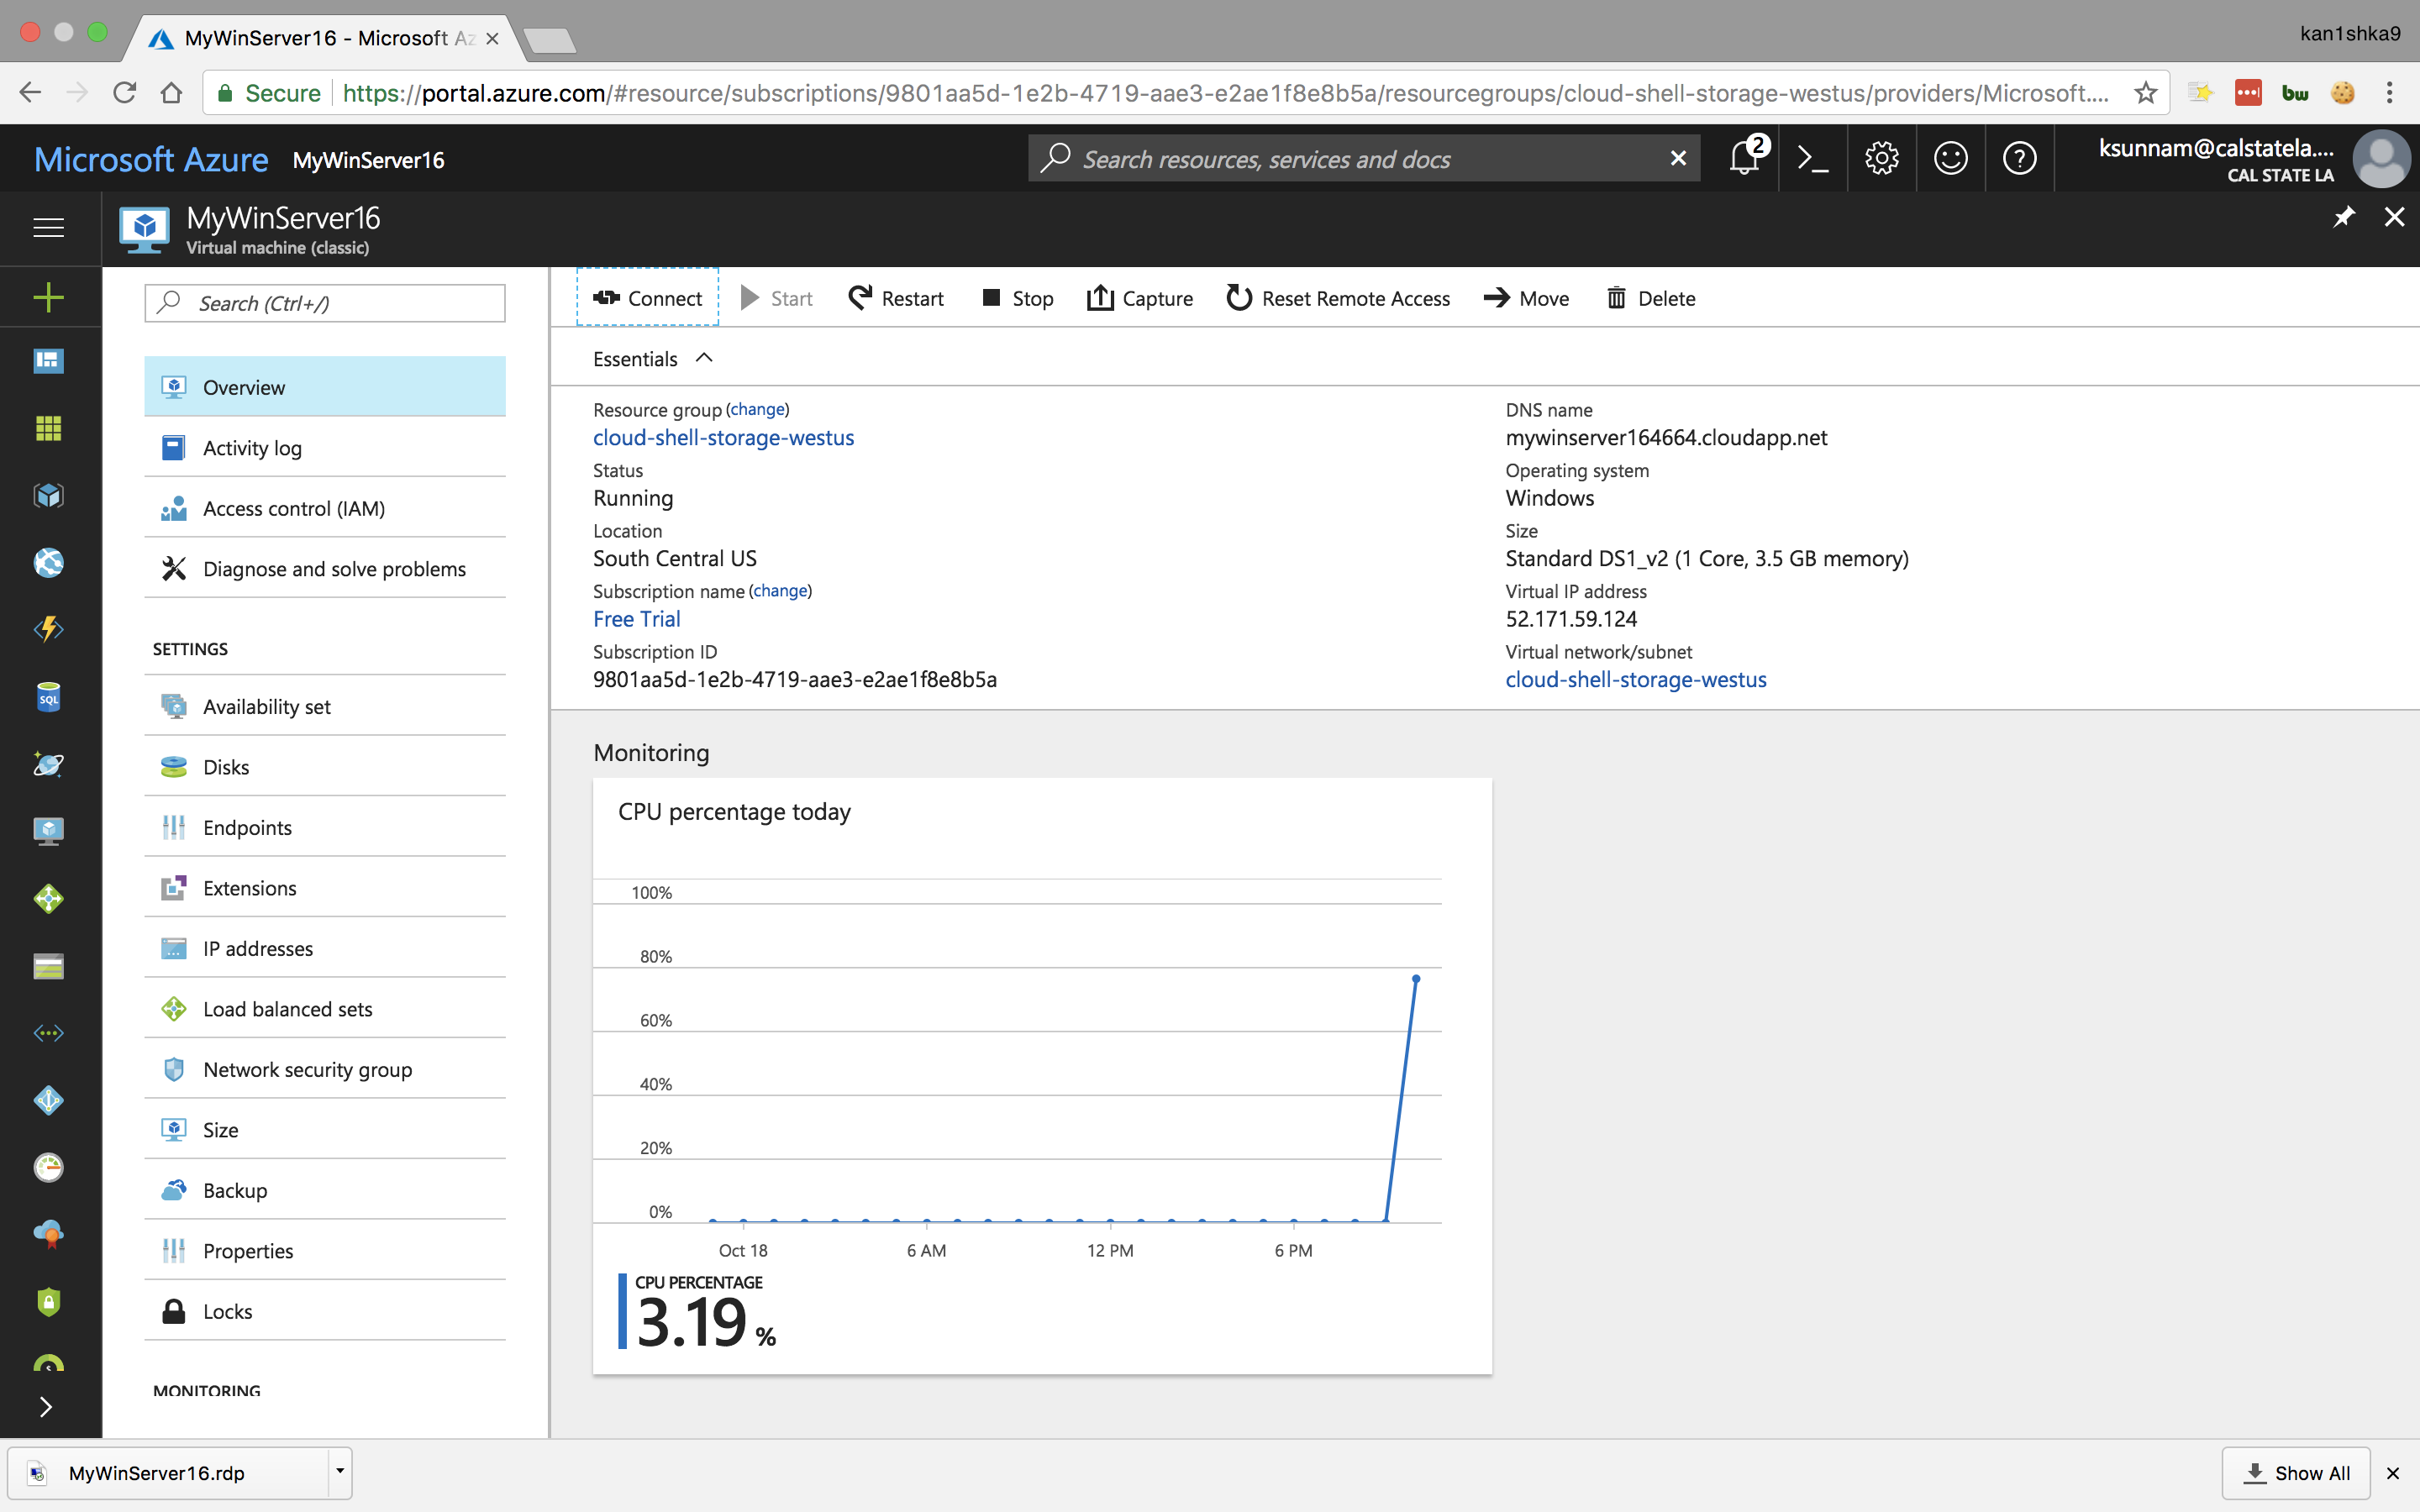 MyWinServer16 - Microsoft Az
kan1shka9
Secure https://portal.azure.com/#resource/subscriptions/9801aa5d-1e2b-4719-aae3-e2ae1f8e8b5a/resourcegroups/cloud-shell-storage-westus/providers/Microsoft....
bw
Microsoft Azure MyWinServer16
Search resources, services and docs
2
ksunnam@calstatela....
CAL STATE LA
MyWinServer16
Virtual machine (classic)
Search (Ctrl+/)
Overview
Activity log
Access control (IAM)
Diagnose and solve problems
SETTINGS
Availability set
Disks
Endpoints
Extensions
IP addresses
Load balanced sets
Network security group
Size
Backup
Properties
Locks
MONITORING
SQL
Connect Start Restart Stop Capture Reset Remote Access Move Delete
Essentials
Resource group (change)
cloud-shell-storage-westus
Status
Running
Location
South Central US
Subscription name (change)
Free Trial
Subscription ID
9801aa5d-1e2b-4719-aae3-e2ae1f8e8b5a
DNS name
mywinserver164664.cloudapp.net
Operating system
Windows
Size
Standard DS1_v2 (1 Core, 3.5 GB memory)
Virtual IP address
52.171.59.124
Virtual network/subnet
cloud-shell-storage-westus
Monitoring
CPU percentage today
100%
80%
60%
40%
20%
0%
Oct 18 6 AM 12 PM 6 PM
CPU PERCENTAGE
3.19 %
MyWinServer16.rdp
Show All